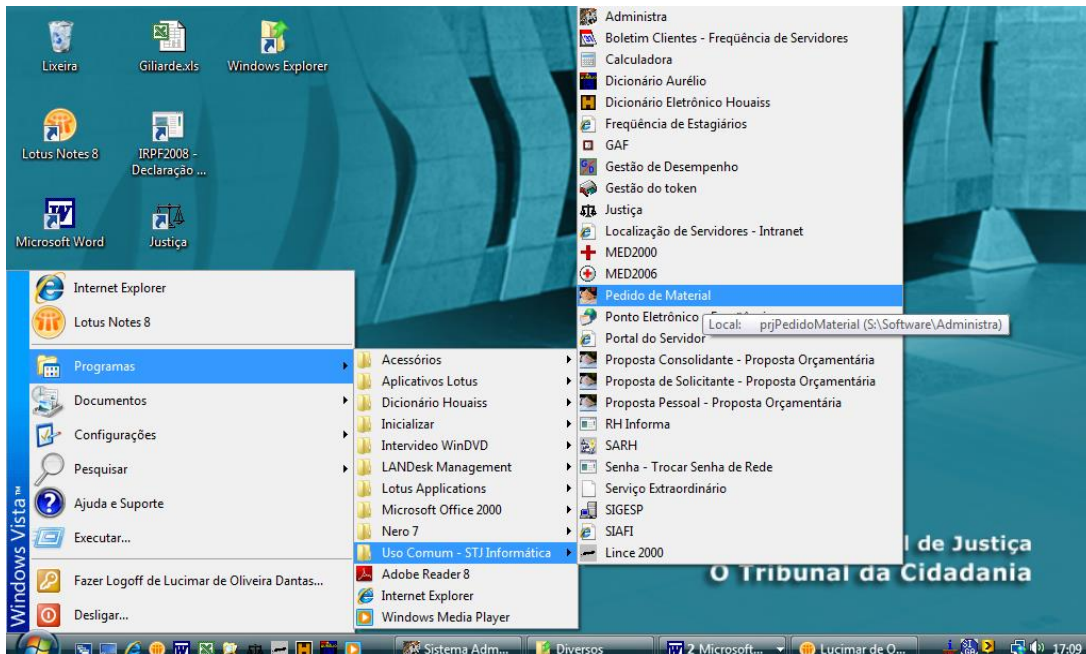 Lixeira
Giliarde.xls
Windows Explorer
Lotus Notes 8
IRPF2008 -
Declaração ...
Microsoft Word
Justiça
Internet Explorer
Lotus Notes 8
Programas
Documentos
Configurações
Pesquisar
Ajuda e Suporte
Executar...
Fazer Logoff de Lucimar de Oliveira Dantas...
Desligar...
Windows Vista™
Acessórios
Aplicativos Lotus
Dicionário Houaiss
Inicializar
Intervideo WinDVD
LANDesk Management
Lotus Applications
Microsoft Office 2000
Nero 7
Uso Comum - STJ Informática
Adobe Reader 8
Internet Explorer
Windows Media Player
Administra
Boletim Clientes - Freqüência de Servidores
Calculadora
Dicionário Aurélio
Dicionário Eletrônico Houaiss
Freqüência de Estagiários
GAF
Gestão de Desempenho
Gestão do token
Justiça
Localização de Servidores - Intranet
MED2000
MED2006
Pedido de Material
Ponto Eletrônico
Local: prjPedidoMaterial (S:\Software\Administra)
Portal do Servidor
Proposta Consolidante - Proposta Orçamentária
Proposta de Solicitante - Proposta Orçamentária
Proposta Pessoal - Proposta Orçamentária
RH Informa
SARH
Senha - Trocar Senha de Rede
Serviço Extraordinário
SIGESP
SIAFI
Lince 2000
l de Justiça
O Tribunal da Cidadania
Sistema Adm...
Diversos
2 Microsoft...
Lucimar de O...
17:09